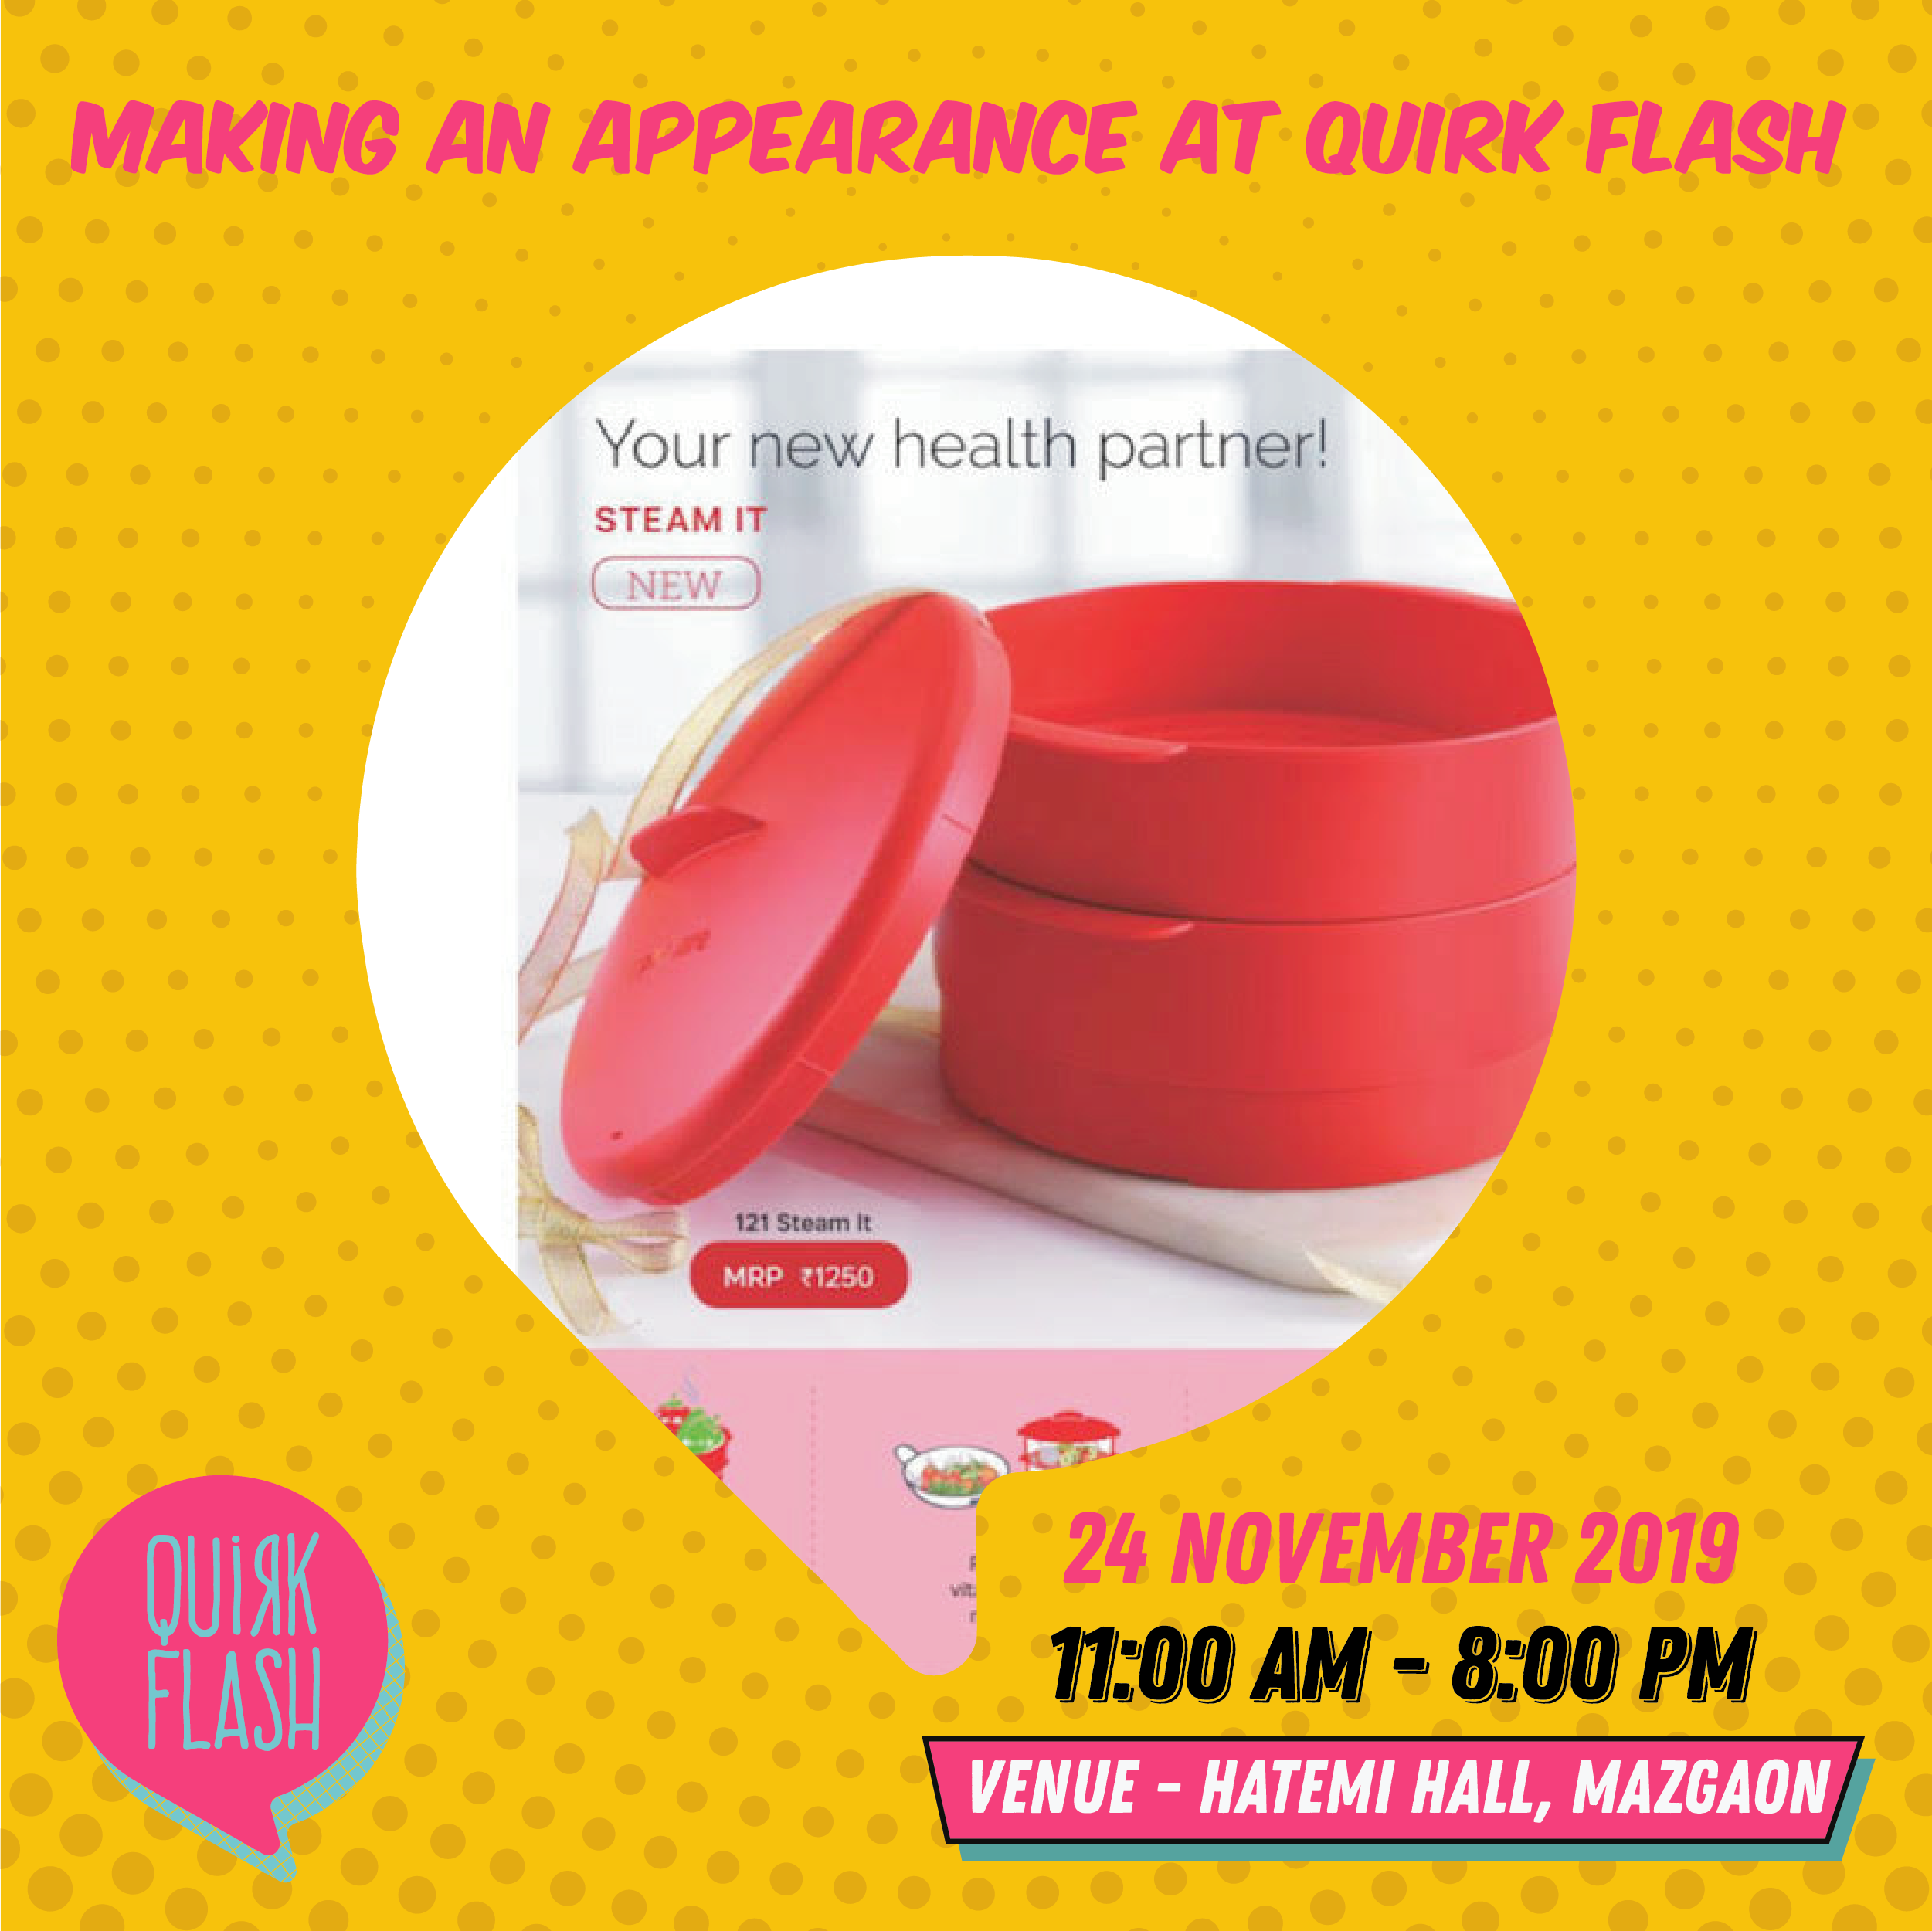 MAKING AN APPEARANCE AT QUIRK FLASH
Your new health partner!
STEAM IT
NEW
121 Steam It
MRP ₹1250
QUiRK
FLASH
24 NOVEMBER 2019
11:00 AM - 8:00 PM
VENUE - HATEMI HALL, MAZGAON